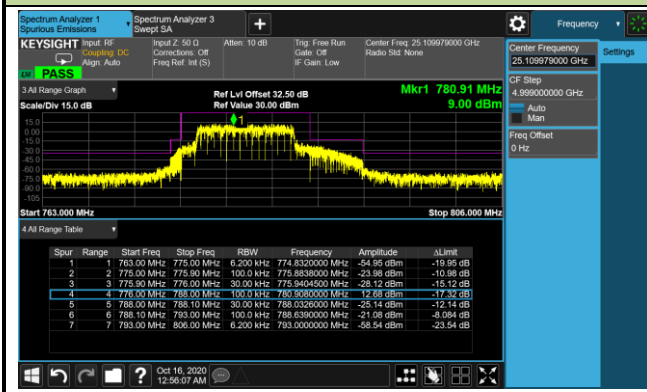 Spectrum Analyzer 1
Spurious Emissions
Spectrum Analyzer 3
Swept SA
Frequency
KEYSIGHT
Input: RF
Coupling: DC
Align: Auto
Input Z: 50 Ω
Corrections: Off
Freq Ref: Int (S)
Atten: 10 dB
Trig: Free Run
Gate: Off
IF Gain: Low
Center Freq: 25.109979000 GHz
Radio Std: None
PASS
Center Frequency
25.109979000 GHz
Settings
CF Step
4.999000000 GHz
Auto
Man
Freq Offset
0 Hz
3 All Range Graph
Scale/Div 15.0 dB
Ref Lvl Offset 32.50 dB
Ref Value 30.00 dBm
Mkr1 780.91 MHz
9.00 dBm
1
15.0
0.00
-15.0
-30.0
-45.0
-60.0
-75.0
-90.0
-105
Start 763.000 MHz
Stop 806.000 MHz
4 All Range Table
Spur Range Start Freq Stop Freq RBW Frequency Amplitude ΔLimit
1 1 763.00 MHz 775.00 MHz 6.200 kHz 774.8320000 MHz -54.95 dBm -19.95 dB
2 2 775.00 MHz 775.90 MHz 100.0 kHz 775.8838000 MHz -23.98 dBm -10.98 dB
3 3 775.90 MHz 776.00 MHz 30.00 kHz 775.9404500 MHz -28.12 dBm -15.12 dB
4 4 776.00 MHz 788.00 MHz 100.0 kHz 780.9080000 MHz 12.68 dBm -17.32 dB
5 5 788.00 MHz 788.10 MHz 30.00 kHz 788.0326000 MHz -25.14 dBm -12.14 dB
6 6 788.10 MHz 793.00 MHz 100.0 kHz 788.6390000 MHz -21.08 dBm -8.084 dB
7 7 793.00 MHz 806.00 MHz 6.200 kHz 793.0000000 MHz -58.54 dBm -23.54 dB
?
Oct 16, 2020
12:56:07 AM